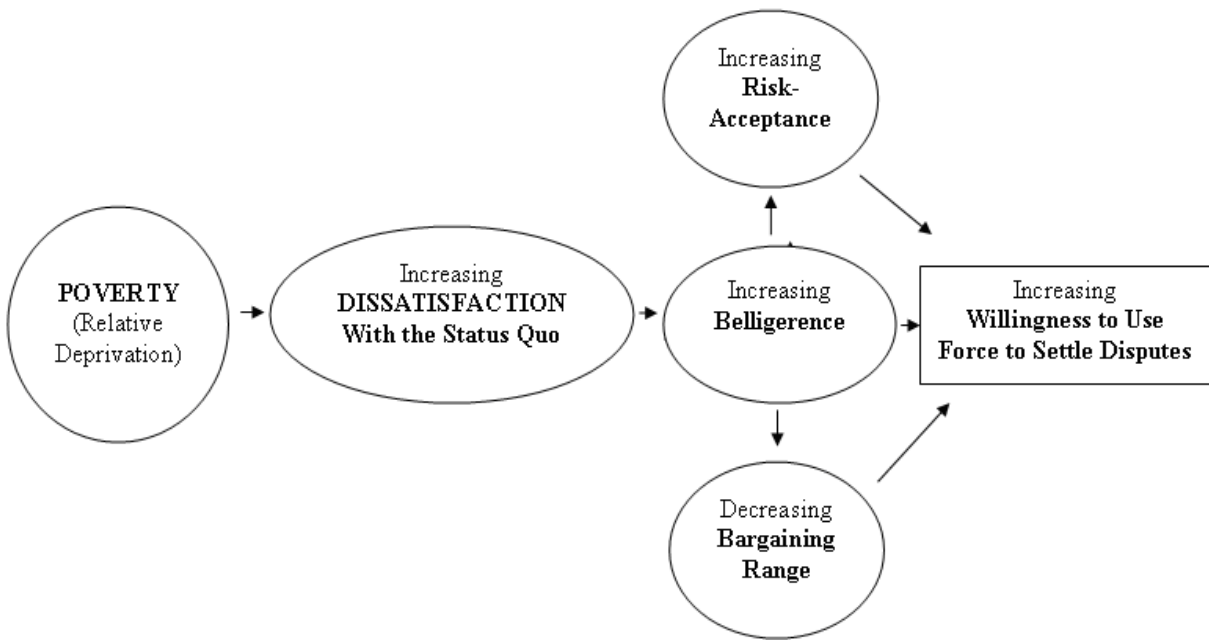 Increasing
Risk-
Acceptance
POVERTY
(Relative
Deprivation)
Increasing
DISSATISFACTION
With the Status Quo
Increasing
Belligerence
Increasing
Willingness to Use
Force to Settle Disputes
Decreasing
Bargaining
Range